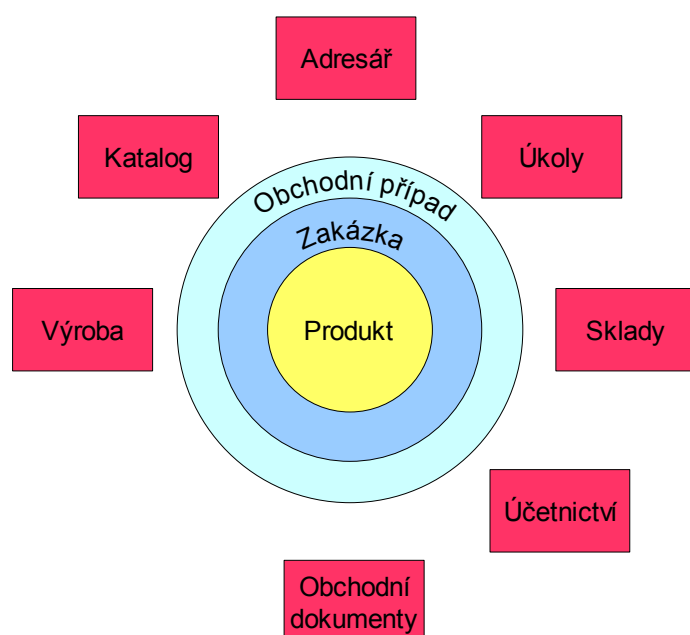 Adresář
Katalog
Úkoly
Obchodní případ
Zakázka
Výroba
Produkt
Sklady
Účetnictví
Obchodní
dokumenty